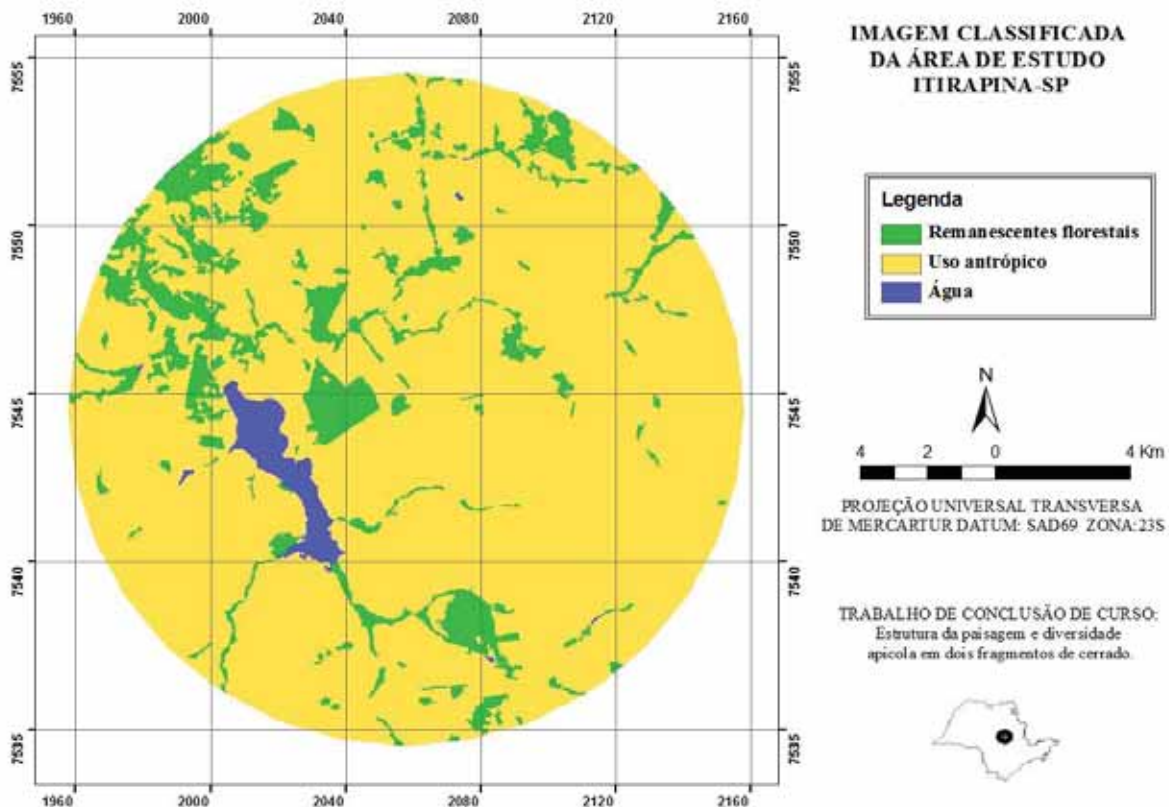 1960 2000 2040 2080 2120 2160
7555
7550
7545
7540
7535
7555
7550
7545
7540
7535
1960 2000 2040 2080 2120 2160
IMAGEM CLASSIFICADA
DA ÁREA DE ESTUDO
ITIRAPINA-SP
Legenda
Remanescentes florestais
Uso antrópico
Água
N
4 2 0 4 Km
PROJEÇÃO UNIVERSAL TRANSVERSA
DE MERCARTUR DATUM: SAD69 ZONA:23S
TRABALHO DE CONCLUSÃO DE CURSO:
Estrutura da paisagem e diversidade
apicola em dois fragmentos de cerrado.